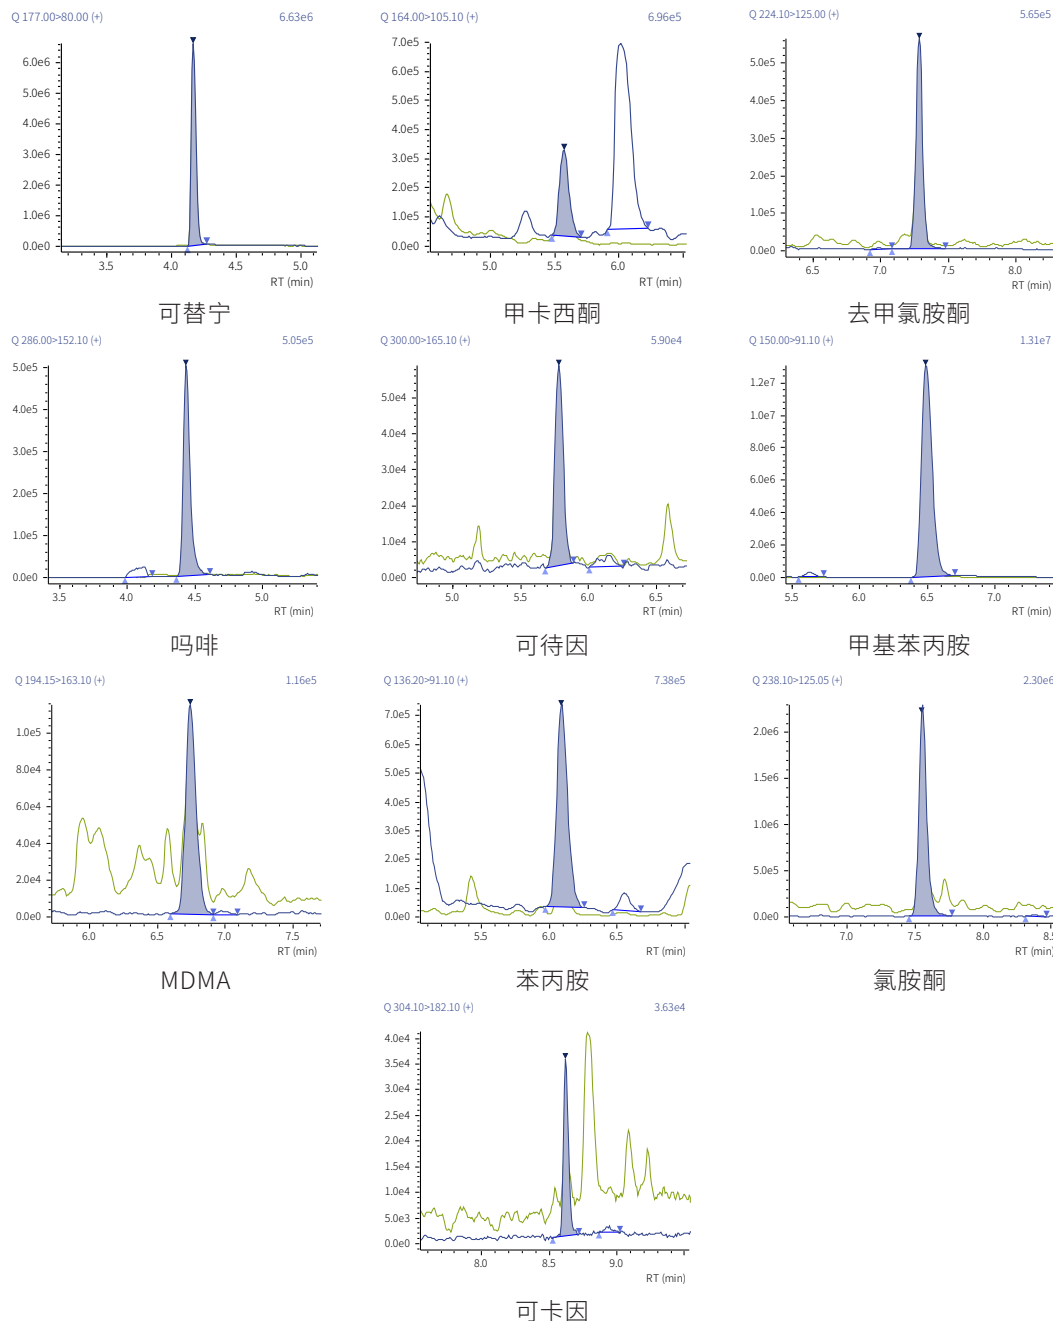 Q 177.00>80.00 (+) 6.63e6
6.0e6
5.0e6
4.0e6
3.0e6
2.0e6
1.0e6
0.0e0
3.5 4.0 4.5 5.0
RT (min)
可替宁
Q 164.00>105.10 (+) 6.96e5
7.0e5
6.0e5
5.0e5
4.0e5
3.0e5
2.0e5
1.0e5
0.0e0
5.0 5.5 6.0
RT (min)
甲卡西酮
Q 224.10>125.00 (+) 5.65e5
5.0e5
4.0e5
3.0e5
2.0e5
1.0e5
0.0e0
6.5 7.0 7.5 8.0
RT (min)
去甲氯胺酮
Q 286.00>152.10 (+) 5.05e5
5.0e5
4.0e5
3.0e5
2.0e5
1.0e5
0.0e0
3.5 4.0 4.5 5.0
RT (min)
吗啡
Q 300.00>165.10 (+) 5.90e4
5.0e4
4.0e4
3.0e4
2.0e4
1.0e4
0.0e0
5.0 5.5 6.0 6.5
RT (min)
可待因
Q 150.00>91.10 (+) 1.31e7
1.2e7
1.0e7
8.0e6
6.0e6
4.0e6
2.0e6
0.0e0
5.5 6.0 6.5 7.0
RT (min)
甲基苯丙胺
Q 194.15>163.10 (+) 1.16e5
1.0e5
8.0e4
6.0e4
4.0e4
2.0e4
0.0e0
6.0 6.5 7.0 7.5
RT (min)
MDMA
Q 136.20>91.10 (+) 7.38e5
7.0e5
6.0e5
5.0e5
4.0e5
3.0e5
2.0e5
1.0e5
0.0e0
5.5 6.0 6.5
RT (min)
苯丙胺
Q 238.10>125.05 (+) 2.30e6
2.0e6
1.5e6
1.0e6
5.0e5
0.0e0
7.0 7.5 8.0 8.5
RT (min)
氯胺酮
Q 304.10>182.10 (+) 3.63e4
4.0e4
3.5e4
3.0e4
2.5e4
2.0e4
1.5e4
1.0e4
5.0e3
0.0e0
8.0 8.5 9.0
RT (min)
可卡因